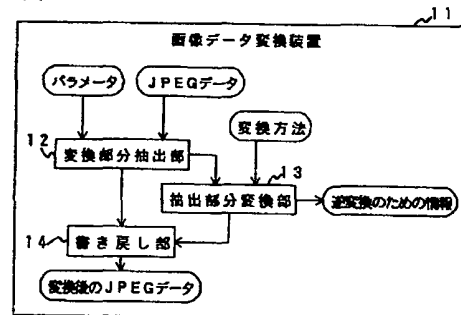 11
画像データ変換装置
パラメータ
JPEGデータ
変換方法
12
変換部分抽出部
13
抽出部分変換部
逆変換のための情報
14
書き戻し部
変換後のJPEGデータ